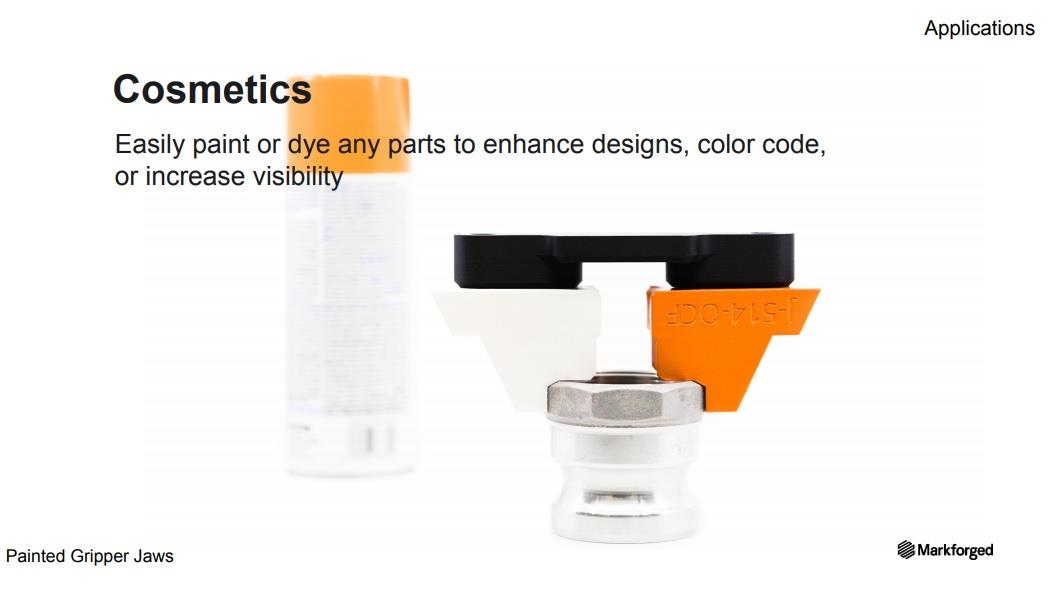 Applications
Cosmetics
Easily paint or dye any parts to enhance designs, color code,
or increase visibility
J-514-OCF
Painted Gripper Jaws
Markforged